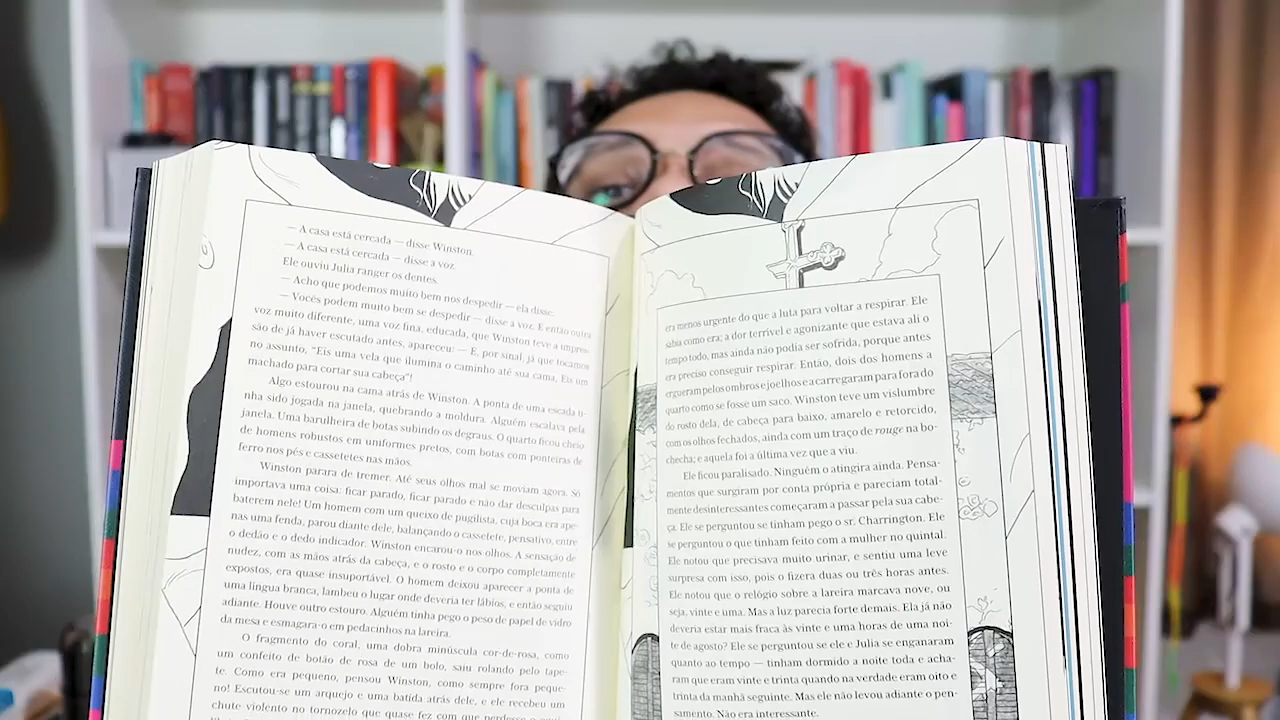 — A casa está cercada — disse Winston.
— A casa está cercada — disse a voz.
Ele ouviu Julia ranger os dentes.
— Acho que podemos muito bem nos despedir — ela disse.
— Vocês podem muito bem se despedir — disse a voz. E então outra
voz muito diferente, uma voz fina, educada, que Winston teve a impres-
são de já haver escutado antes, apareceu: — E, por sinal, já que tocamos
no assunto, "Eis uma vela que ilumina o caminho até sua cama, Eis um
machado para cortar sua cabeça"!
Algo estourou na cama atrás de Winston. A ponta de uma escada ti-
nha sido jogada na janela, quebrando a moldura. Alguém escalava pela
janela. Uma barulheira de botas subindo os degraus. O quarto ficou cheio
de homens robustos em uniformes pretos, com botas com ponteiras de
ferro nos pés e cassetetes nas mãos.
Winston parara de tremer. Até seus olhos mal se moviam agora. Só
importava uma coisa: ficar parado, ficar parado e não dar desculpas para
baterem nele! Um homem com um queixo de pugilista, cuja boca era ape-
nas uma fenda, parou diante dele, balançando o cassetete, pensativo, entre
o dedão e o dedo indicador. Winston encarou-o nos olhos. A sensação de
nudez, com as mãos atrás da cabeça, e o rosto e o corpo completamente
expostos, era quase insuportável. O homem deixou aparecer a ponta de
uma língua branca, lambeu o lugar onde deveria ter lábios, e então seguiu
adiante. Houve outro estouro. Alguém tinha pego o peso de papel de vidro
da mesa e esmagara-o em pedacinhos na lareira.
O fragmento do coral, uma dobra minúscula cor-de-rosa, como
um confeito de botão de rosa de um bolo, saiu rolando pelo tape-
te. Como era pequeno, pensou Winston, como sempre fora peque-
no! Escutou-se um arquejo e uma batida atrás dele, e ele recebeu um
chute violento no tornozelo que quase fez com que perdesse o
era menos urgente do que a luta para voltar a respirar. Ele
sabia como era; a dor terrível e agonizante que estava ali o
tempo todo, mas ainda não podia ser sofrida, porque antes
era preciso conseguir respirar. Então, dois dos homens a
ergueram pelos ombros e joelhos e a carregaram para fora do
quarto como se fosse um saco. Winston teve um vislumbre
do rosto dela, de cabeça para baixo, amarelo e retorcido,
com os olhos fechados, ainda com um traço de rouge na bo-
checha; e aquela foi a última vez que a viu.
Ele ficou paralisado. Ninguém o atingira ainda. Pensa-
mentos que surgiram por conta própria e pareciam total-
mente desinteressantes começaram a passar pela sua cabe-
ça. Ele se perguntou se tinham pego o sr. Charrington. Ele
se perguntou o que tinham feito com a mulher no quintal.
Ele notou que precisava muito urinar, e sentiu uma leve
surpresa com isso, pois o fizera duas ou três horas antes.
Ele notou que o relógio sobre a lareira marcava nove, ou
seja, vinte e uma. Mas a luz parecia forte demais. Ela já não
deveria estar mais fraca às vinte e uma horas de uma noi-
te de agosto? Ele se perguntou se ele e Julia se enganaram
quanto ao tempo — tinham dormido a noite toda e acha-
ram que eram vinte e trinta quando na verdade eram oito e
trinta da manhã seguinte. Mas ele não levou adiante o pen-
samento. Não era interessante.